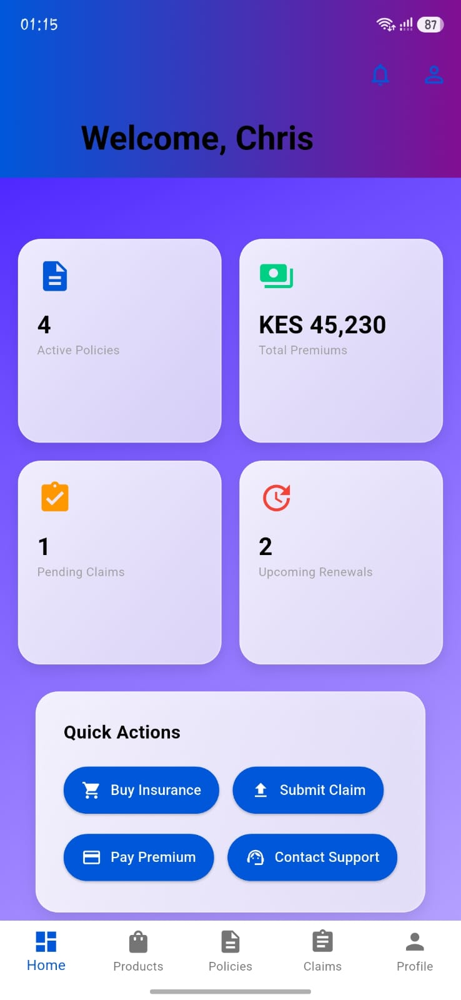 01:15
87
Welcome, Chris
4
Active Policies
KES 45,230
Total Premiums
1
Pending Claims
2
Upcoming Renewals
Quick Actions
Buy Insurance
Submit Claim
Pay Premium
Contact Support
Home
Products
Policies
Claims
Profile